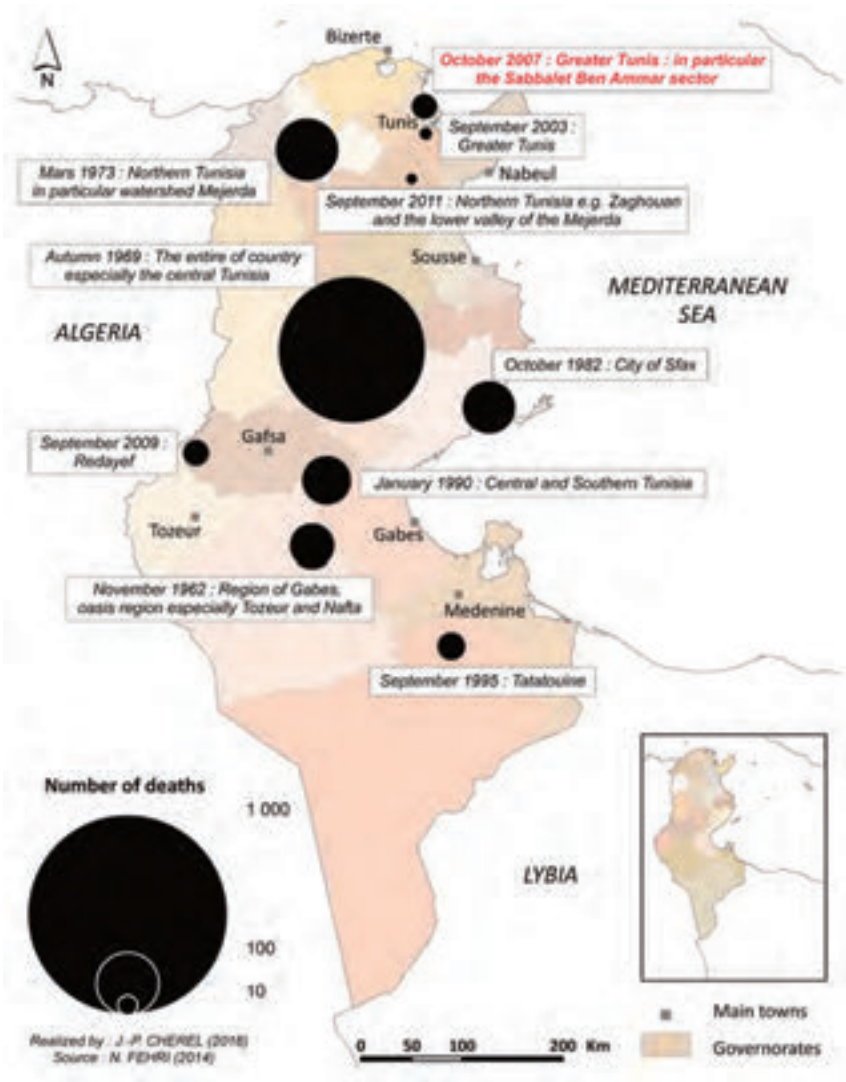 Bizerte
October 2007 : Greater Tunis : in particular
the Sabbalet Ben Ammar sector
N
Tunis
September 2003 :
Greater Tunis
Mars 1973 : Northern Tunisia
in particular watershed Mejerda
Nabeul
September 2011 : Northern Tunisia e.g. Zaghouan
and the lower valley of the Mejerda
Autumn 1969 : The entire of country
especially the central Tunisia
Sousse
MEDITERRANEAN
SEA
ALGERIA
October 1982 : City of Sfax
September 2009 :
Redayef
Gafsa
January 1990 : Central and Southern Tunisia
Tozeur
Gabes
November 1962 : Region of Gabes,
oasis region especially Tozeur and Nafta
Medenine
September 1995 : Tatatouine
Number of deaths
1 000
100
10
LYBIA
Realized by : J.-P. CHEREL (2018)
Source : N. FEHRI (2014)
0 50 100 200 Km
Main towns
Governorates